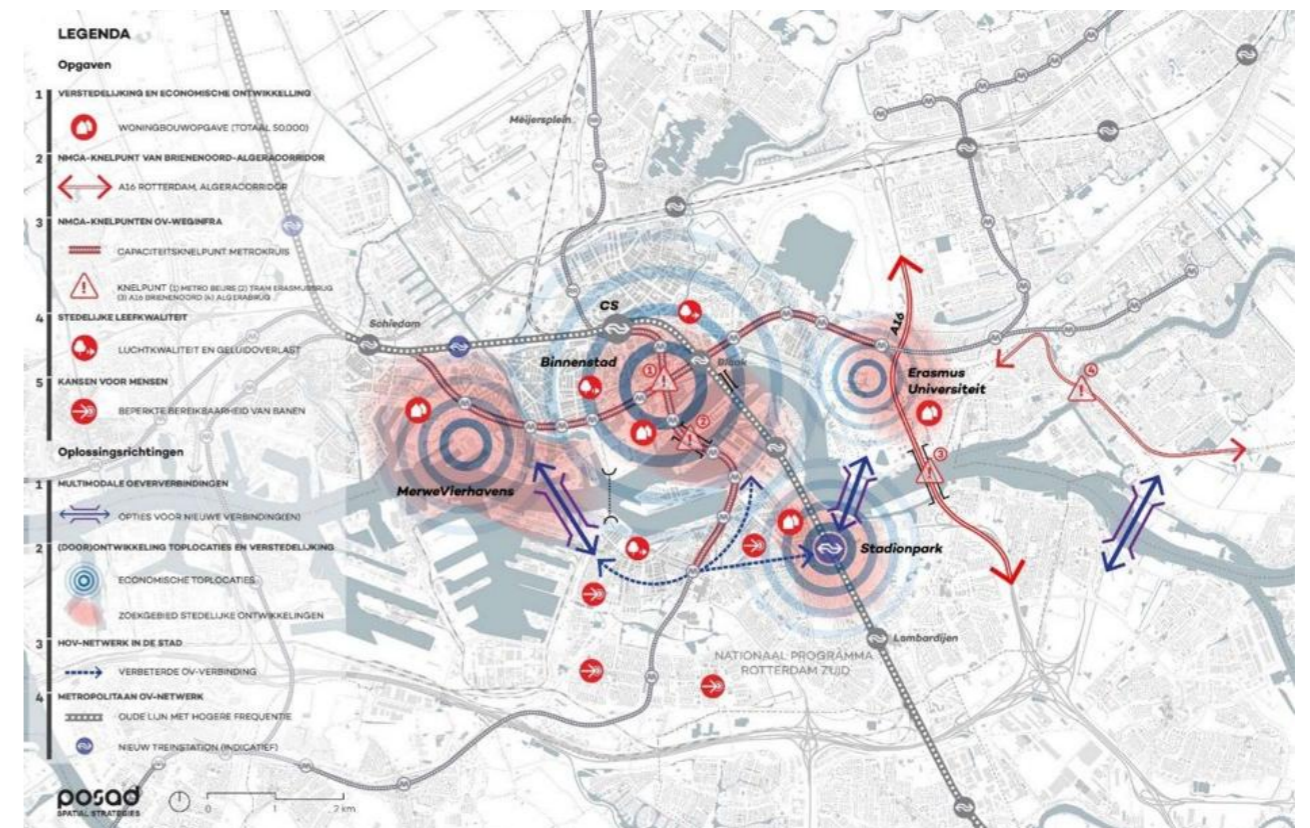 LEGENDA
Opgaven
1 VERSTEDELIJKING EN ECONOMISCHE ONTWIKKELLING
WONINGBOUWOPGAVE (TOTAAL 50.000)
2 NMCA-KNELPUNT VAN BRIENENOORD-ALGERACORRIDOR
A16 ROTTERDAM, ALGERACORRIDOR
3 NMCA-KNELPUNTEN OV-WEGINFRA
CAPACITEITSKNELPUNT METROKRUIS
KNELPUNT (1) METRO BEURS (2) TRAM ERASMUSBRUG
(3) A16 BRIENENOORD (4) ALGERABRUG
4 STEDELIJKE LEEFKWALITEIT
LUCHTKWALITEIT EN GELUIDOVERLAST
5 KANSEN VOOR MENSEN
BEPERKTE BEREIKBAARHEID VAN BANEN
Oplossingsrichtingen
1 MULTIMODALE OEVERVERBINDINGEN
OPTIES VOOR NIEUWE VERBINDING(EN)
2 (DOOR)ONTWIKKELING TOPLOCATIES EN VERSTEDELIJKING
ECONOMISCHE TOPLOCATIES
ZOEKGEBIED STEDELIJKE ONTWIKKELINGEN
3 HOV-NETWERK IN DE STAD
VERBETERDE OV-VERBINDING
4 METROPOLITAAN OV-NETWERK
OUDE LIJN MET HOGERE FREQUENTIE
NIEUW TREINSTATION (INDICATIEF)
posad
SPATIAL STRATEGIES
0 1 2 km
Meijersplein
Schiedam
CS
Binnenstad
Blaak
A16
Erasmus
Universiteit
MerweVierhavens
Stadionpark
Lombardijen
NATIONAAL PROGRAMMA
ROTTERDAM ZUID
1
2
3
4